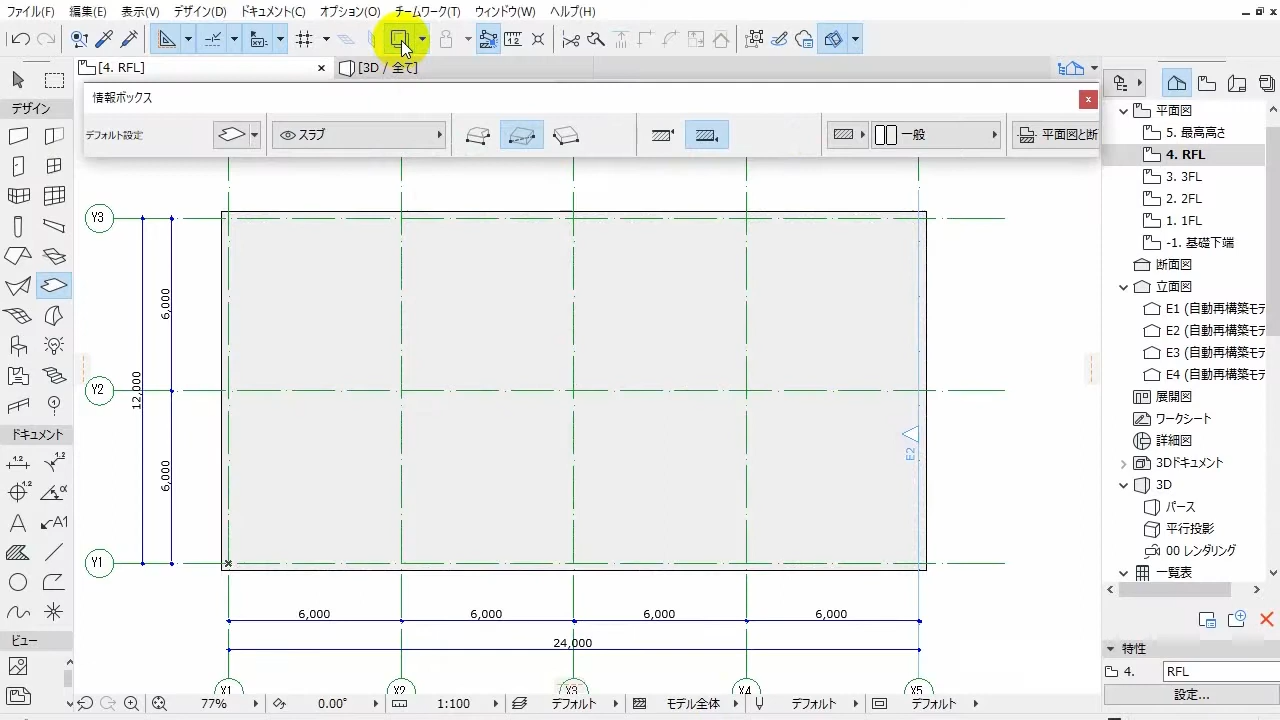 ファイル(F) 編集(E) 表示(V) デザイン(D) ドキュメント(C) オプション(O) チームワーク(T) ウィンドウ(W) ヘルプ(H)
[4. RFL]
[3D / 全て]
情報ボックス
デフォルト設定
スラブ
一般
平面図と断
デザイン
ドキュメント
ビュー
Y3
Y2
Y1
6,000
12,000
6,000
E2
6,000 6,000 6,000 6,000
24,000
X1 X2 X3 X4 X5
77% 0.00° 1:100 デフォルト モデル全体 デフォルト デフォルト
平面図
5. 最高高さ
4. RFL
3. 3FL
2. 2FL
1. 1FL
-1. 基礎下端
断面図
立面図
E1 (自動再構築モデ
E2 (自動再構築モデ
E3 (自動再構築モデ
E4 (自動再構築モデ
展開図
ワークシート
詳細図
3Dドキュメント
3D
パース
平行投影
00 レンダリング
一覧表
特性
4. RFL
設定...